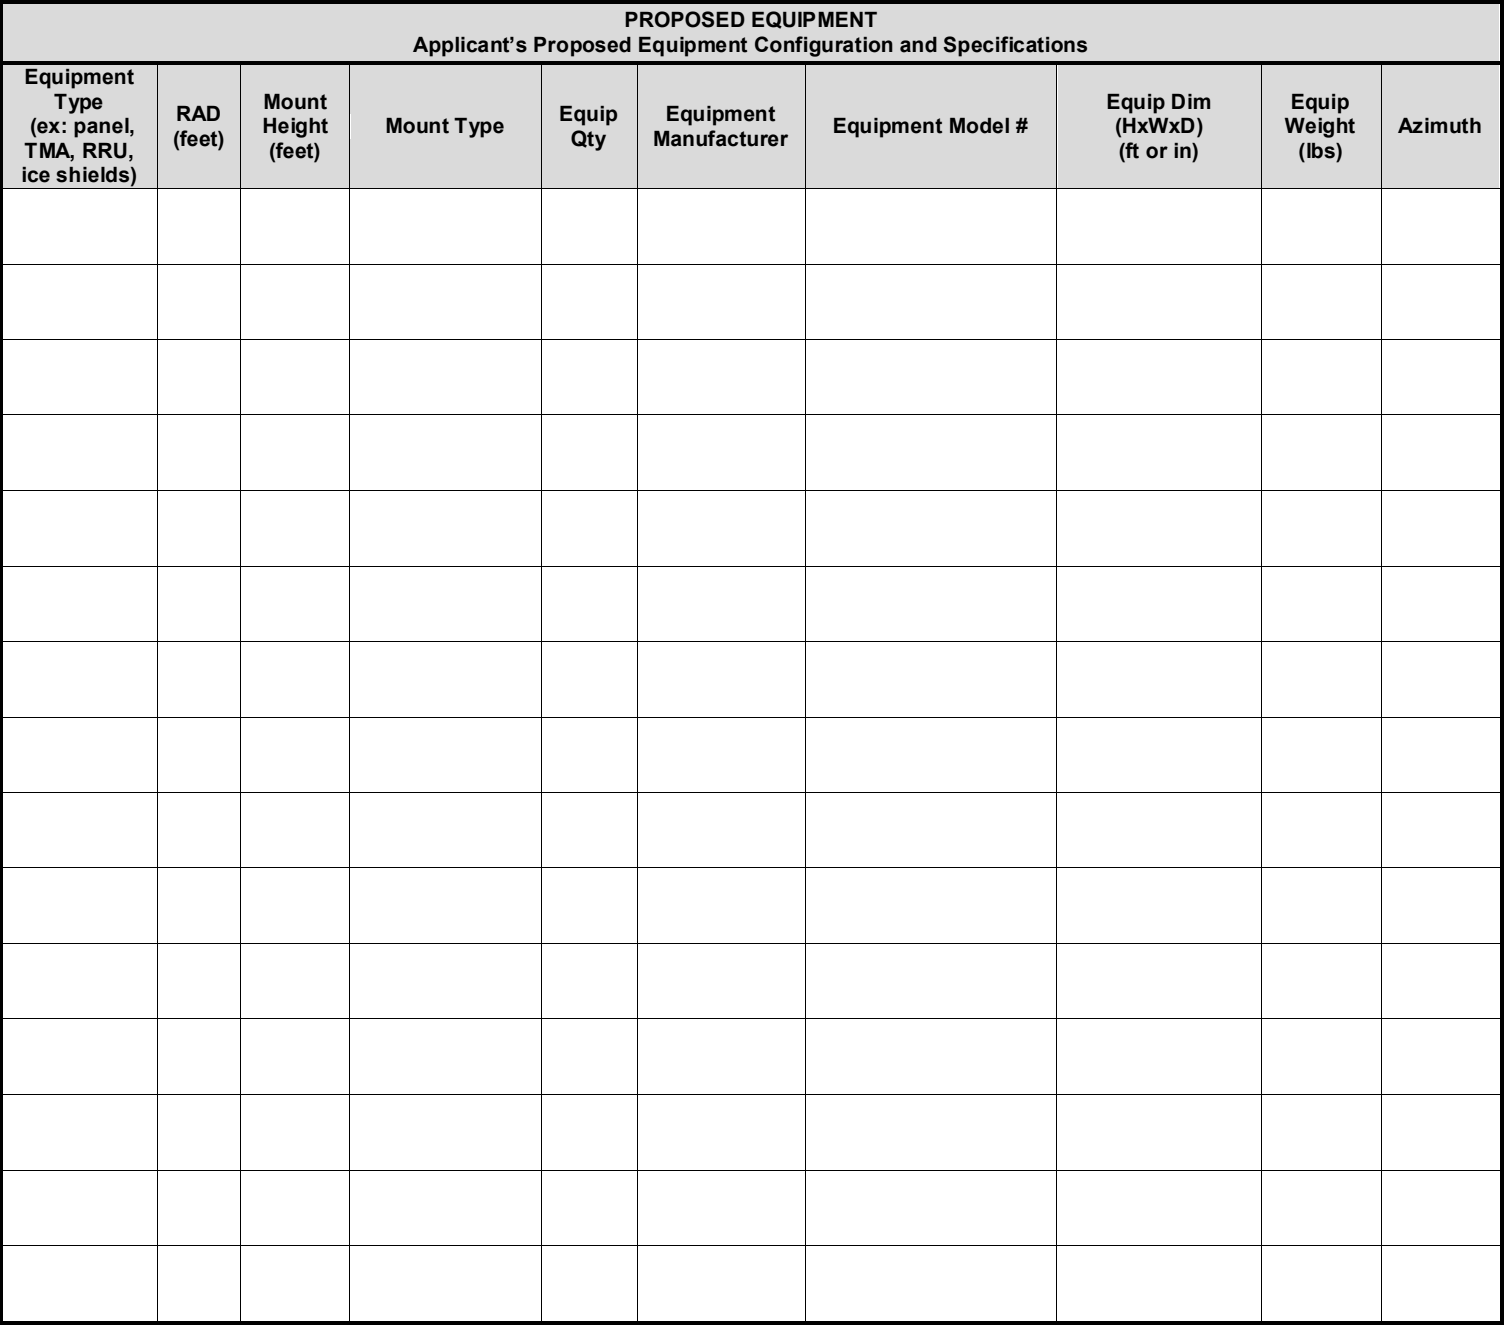 PROPOSED EQUIPMENT
Applicant’s Proposed Equipment Configuration and Specifications
Equipment
Type
(ex: panel,
TMA, RRU,
ice shields)
RAD
(feet)
Mount
Height
(feet)
Mount Type
Equip
Qty
Equipment
Manufacturer
Equipment Model #
Equip Dim
(HxWxD)
(ft or in)
Equip
Weight
(lbs)
Azimuth